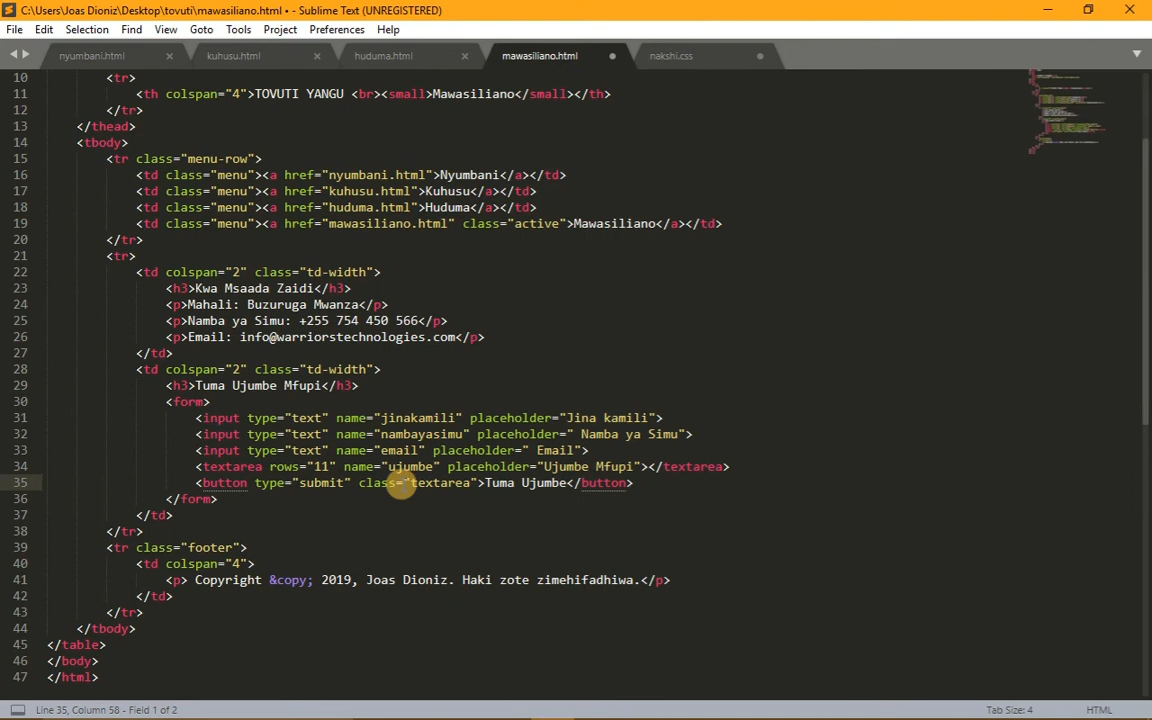 C:\Users\Joas Dioniz\Desktop\tovuti\mawasiliano.html • - Sublime Text (UNREGISTERED)
File Edit Selection Find View Goto Tools Project Preferences Help
nyumbani.html kuhusu.html huduma.html mawasiliano.html nakshi.css
10 <tr>
11 <th colspan="4">TOVUTI YANGU <br><small>Mawasiliano</small></th>
12 </tr>
13 </thead>
14 <tbody>
15 <tr class="menu-row">
16 <td class="menu"><a href="nyumbani.html">Nyumbani</a></td>
17 <td class="menu"><a href="kuhusu.html">Kuhusu</a></td>
18 <td class="menu"><a href="huduma.html">Huduma</a></td>
19 <td class="menu"><a href="mawasiliano.html" class="active">Mawasiliano</a></td>
20 </tr>
21 <tr>
22 <td colspan="2" class="td-width">
23 <h3>Kwa Msaada Zaidi</h3>
24 <p>Mahali: Buzuruga Mwanza</p>
25 <p>Namba ya Simu: +255 754 450 566</p>
26 <p>Email: info@warriorstechnologies.com</p>
27 </td>
28 <td colspan="2" class="td-width">
29 <h3>Tuma Ujumbe Mfupi</h3>
30 <form>
31 <input type="text" name="jinakamili" placeholder="Jina kamili">
32 <input type="text" name="nambayasimu" placeholder=" Namba ya Simu">
33 <input type="text" name="email" placeholder=" Email">
34 <textarea rows="11" name="ujumbe" placeholder="Ujumbe Mfupi"></textarea>
35 <button type="submit" class="textarea">Tuma Ujumbe</button>
36 </form>
37 </td>
38 </tr>
39 <tr class="footer">
40 <td colspan="4">
41 <p> Copyright &copy; 2019, Joas Dioniz. Haki zote zimehifadhiwa.</p>
42 </td>
43 </tr>
44 </tbody>
45 </table>
46 </body>
47 </html>
Line 35, Column 58 - Field 1 of 2 Tab Size: 4 HTML